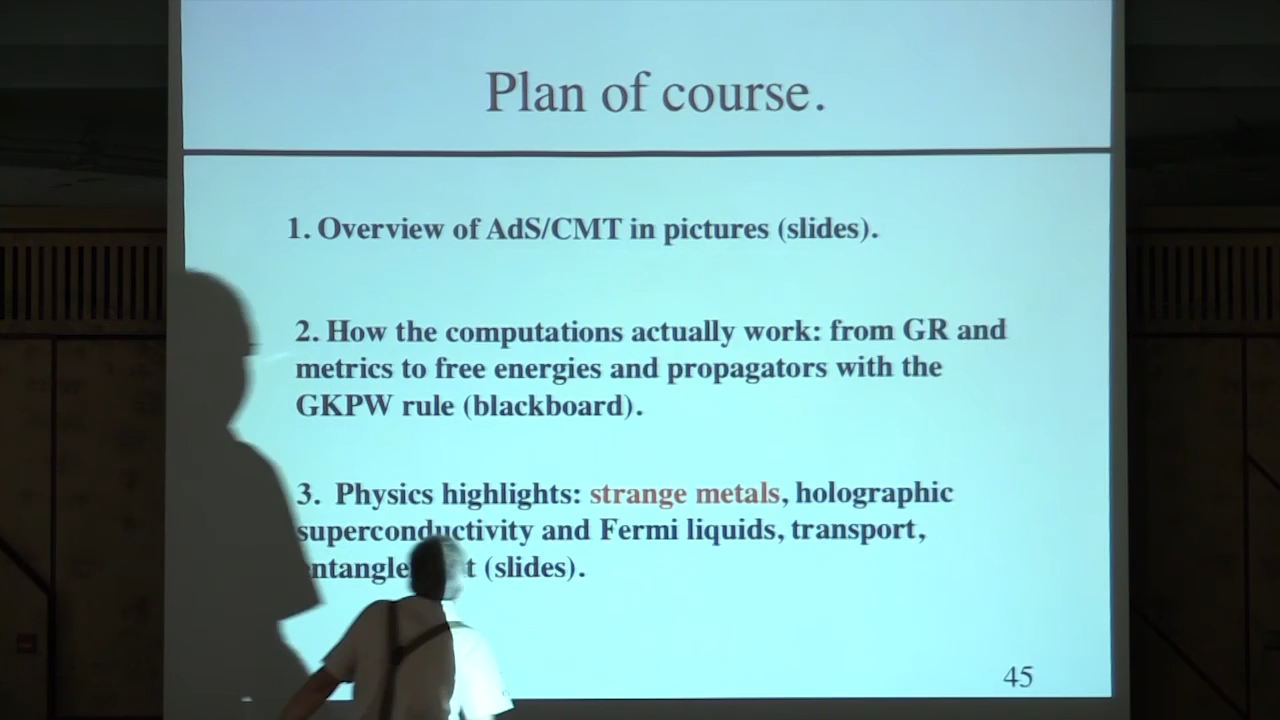 Plan of course.
1. Overview of AdS/CMT in pictures (slides).
2. How the computations actually work: from GR and
metrics to free energies and propagators with the
GKPW rule (blackboard).
3. Physics highlights: strange metals, holographic
superconductivity and Fermi liquids, transport,
(slides).
45